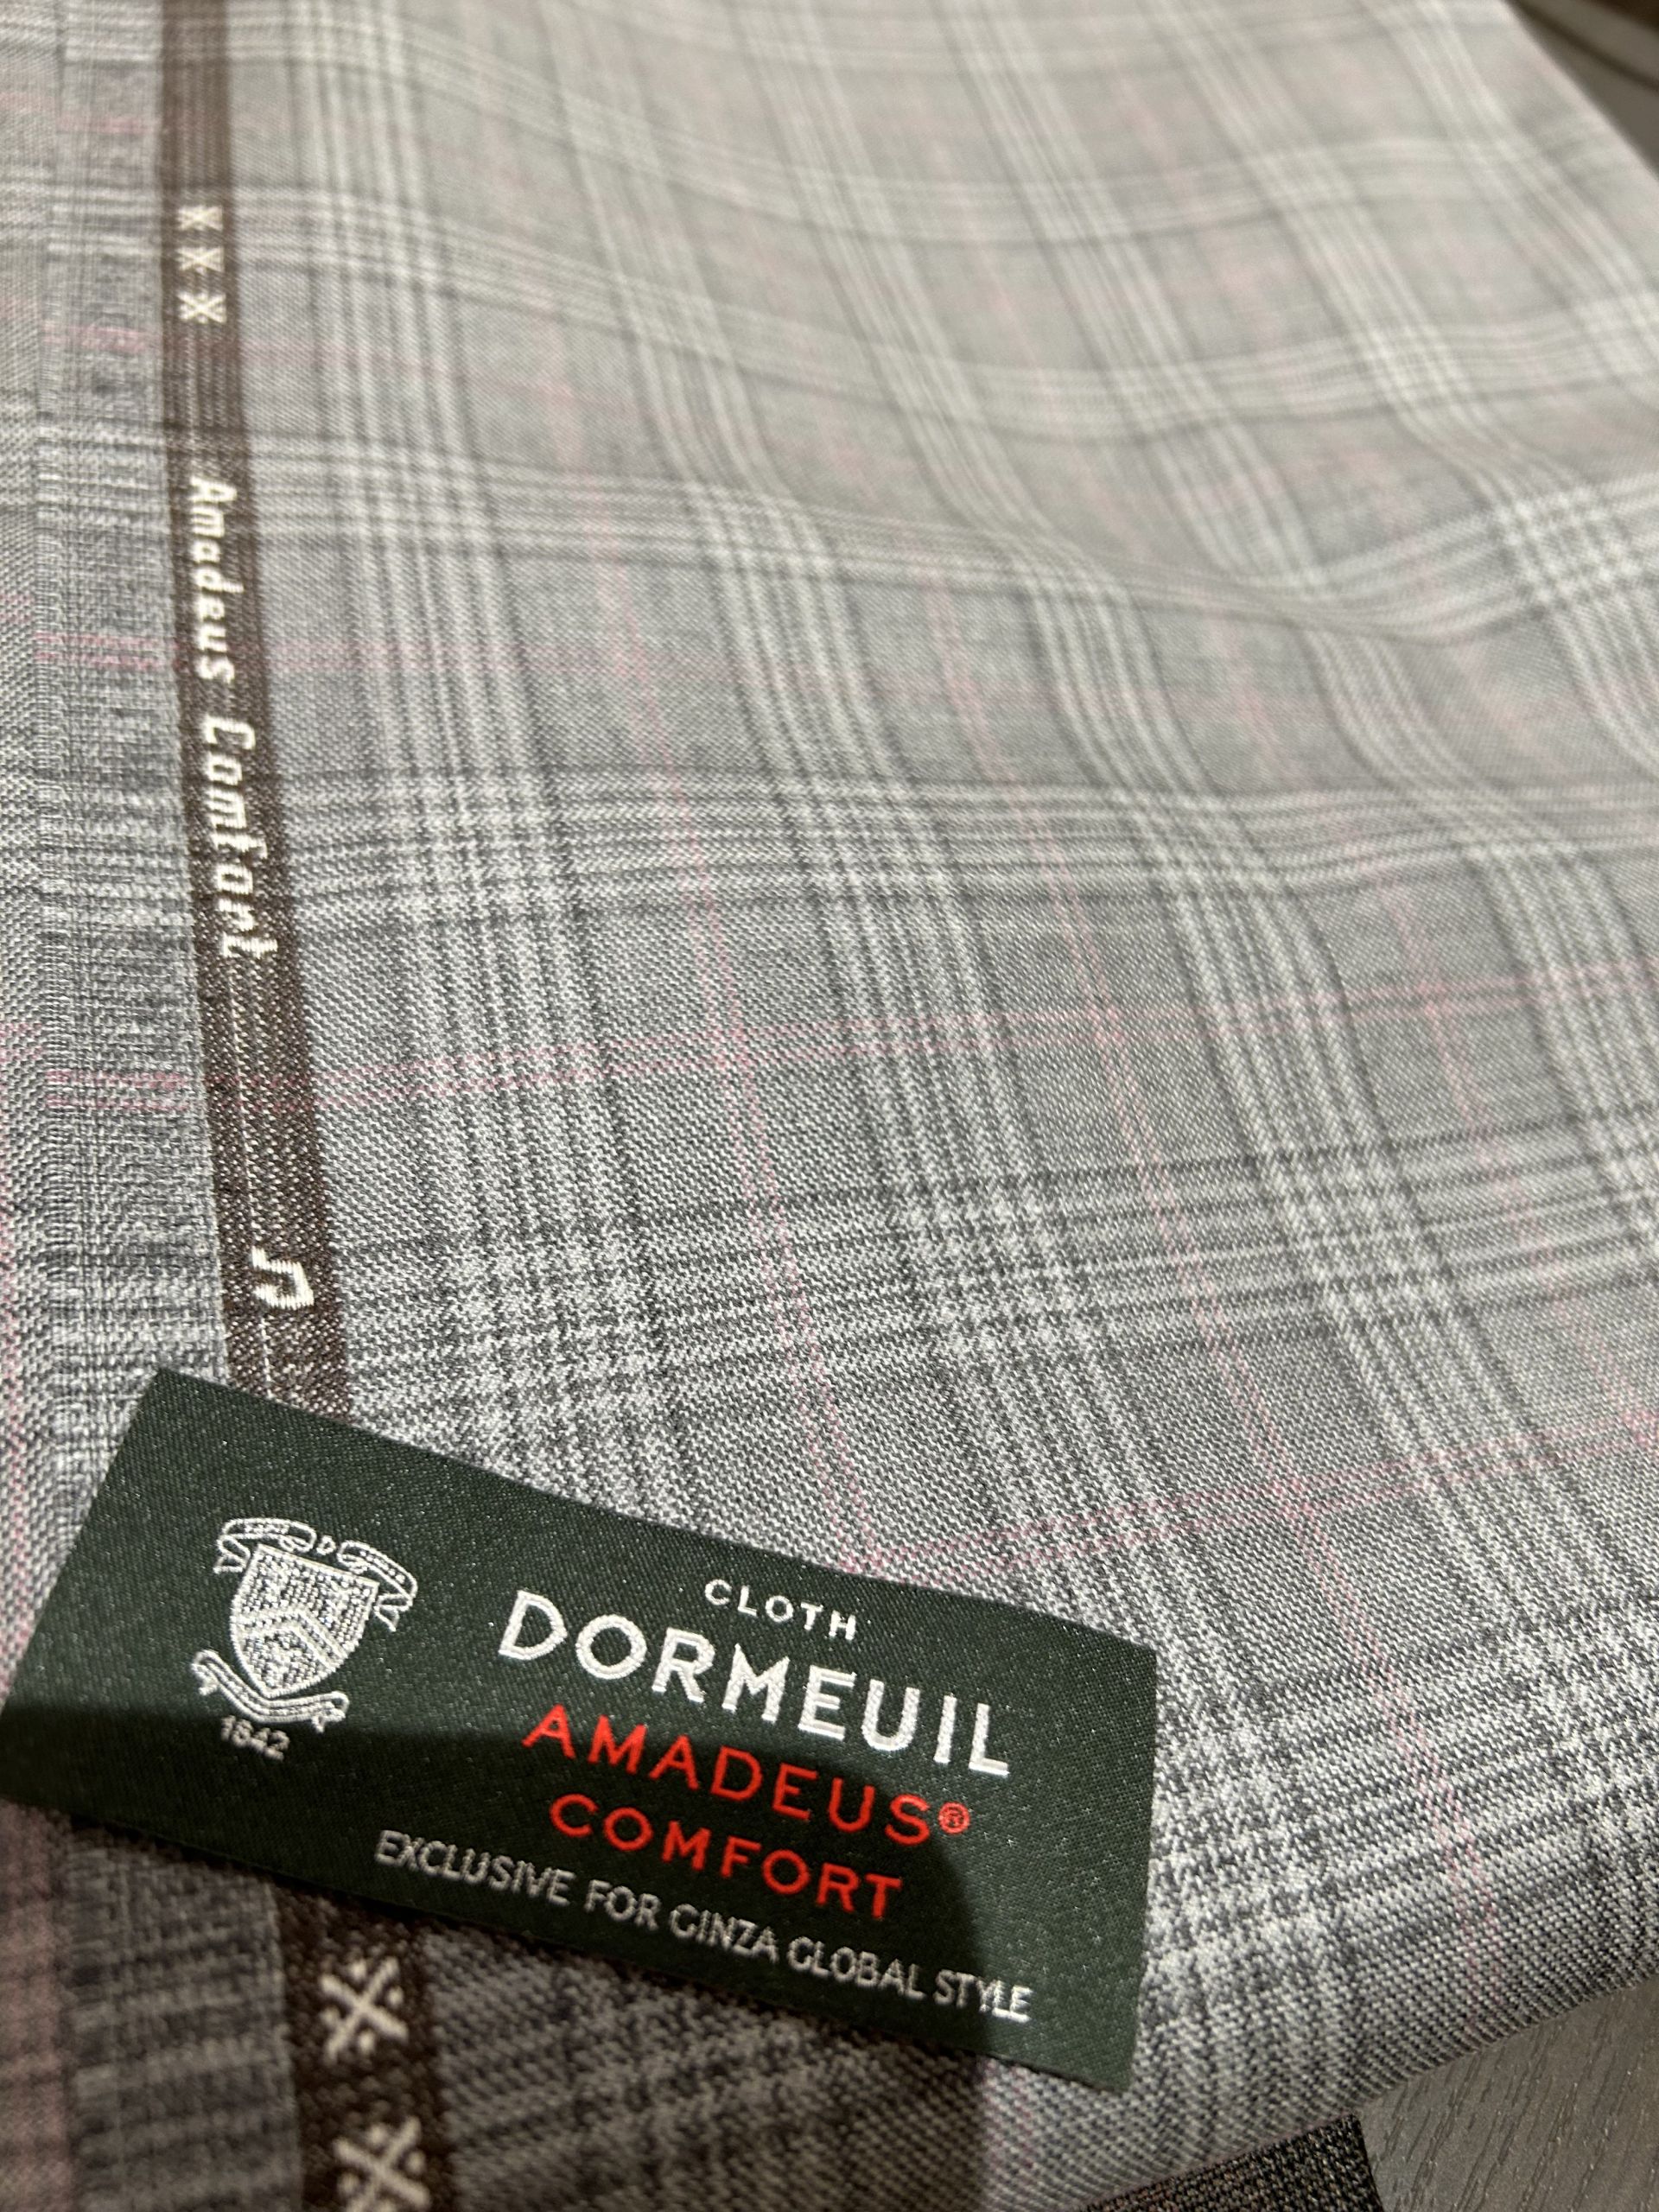 Amadeus Comfort
CLOTH
DORMEUIL
AMADEUS®
COMFORT
EXCLUSIVE FOR GINZA GLOBAL STYLE
D
1842